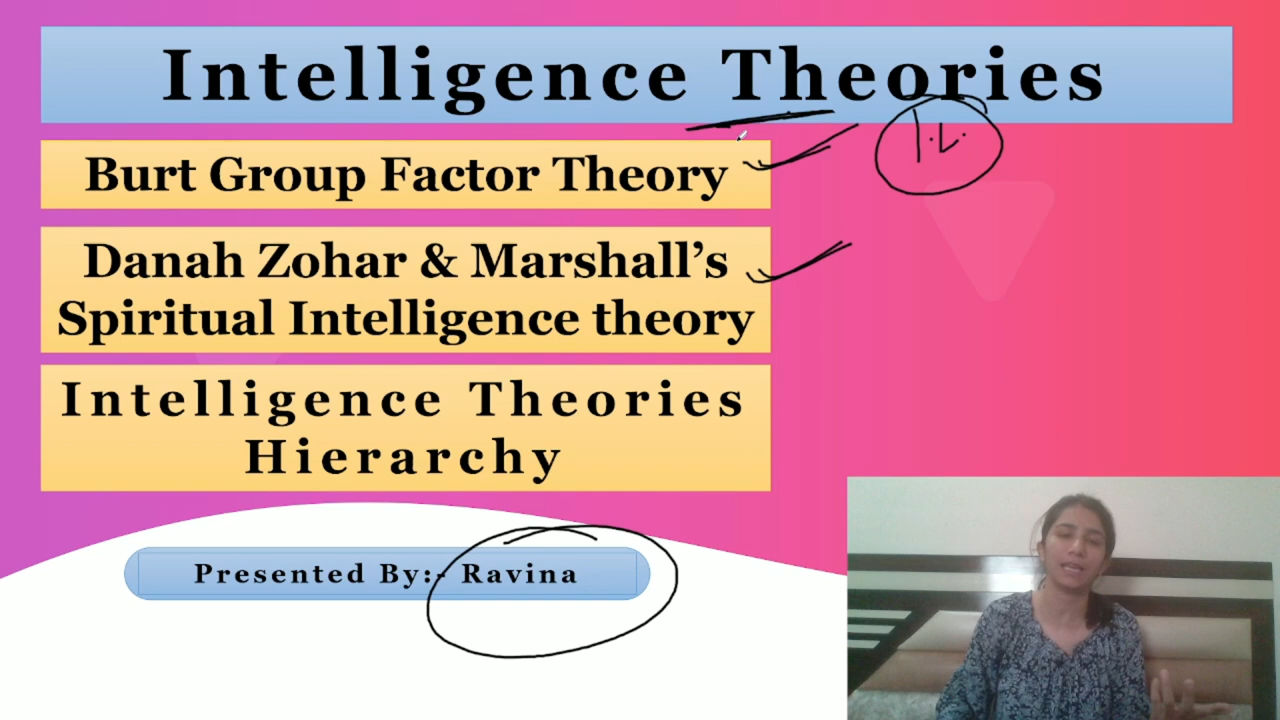 Intelligence Theories
Burt Group Factor Theory
Danah Zohar & Marshall's
Spiritual Intelligence theory
Intelligence Theories
Hierarchy
Presented By:- Ravina